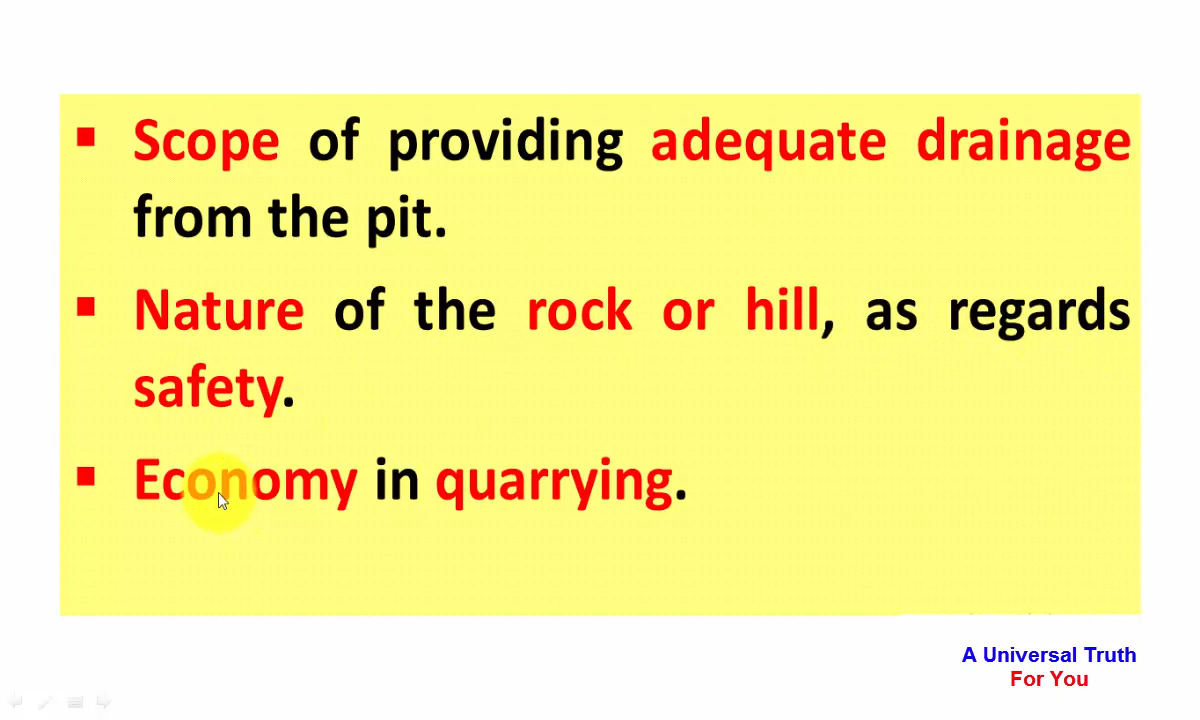 ▪ Scope of providing adequate drainage
from the pit.
▪ Nature of the rock or hill, as regards
safety.
▪ Economy in quarrying.
A Universal Truth
For You